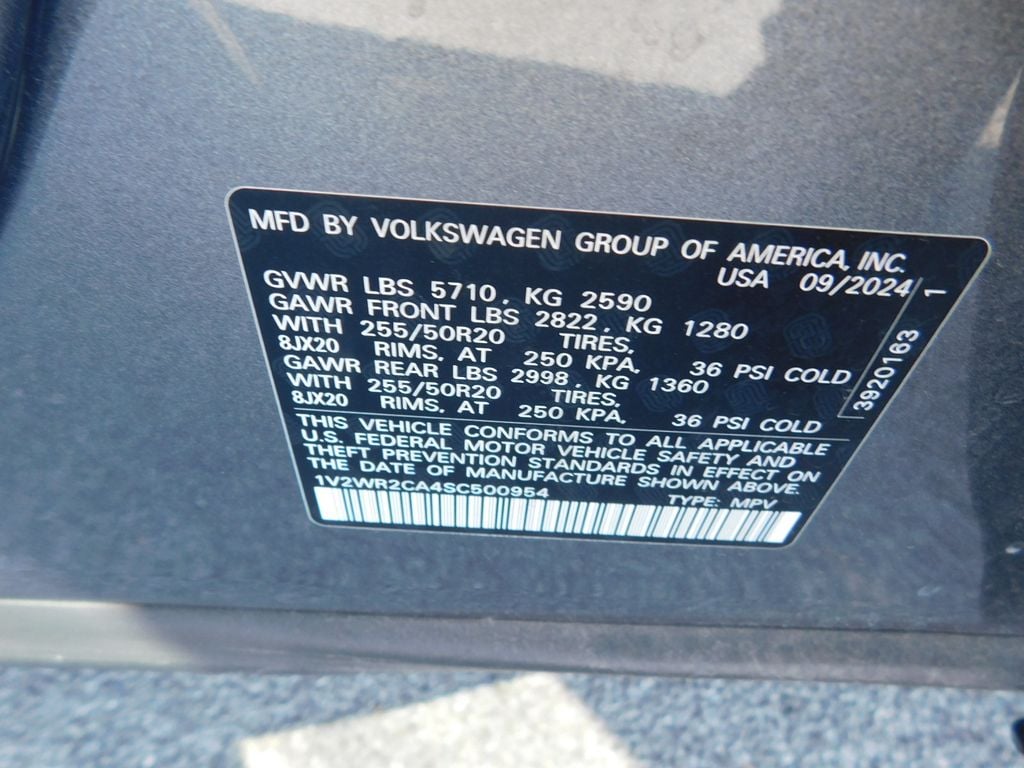 MFD BY VOLKSWAGEN GROUP OF AMERICA, INC.
USA 09/2024
GVWR LBS 5710, KG 2590
GAWR FRONT LBS 2822, KG 1280
WITH 255/50R20 TIRES,
8JX20 RIMS, AT 250 KPA, 36 PSI COLD
GAWR REAR LBS 2998, KG 1360
WITH 255/50R20 TIRES,
8JX20 RIMS, AT 250 KPA, 36 PSI COLD
THIS VEHICLE CONFORMS TO ALL APPLICABLE
U.S. FEDERAL MOTOR VEHICLE SAFETY AND
THEFT PREVENTION STANDARDS IN EFFECT ON
THE DATE OF MANUFACTURE SHOWN ABOVE.
1V2WR2CA4SC500954 TYPE: MPV
3920163 1